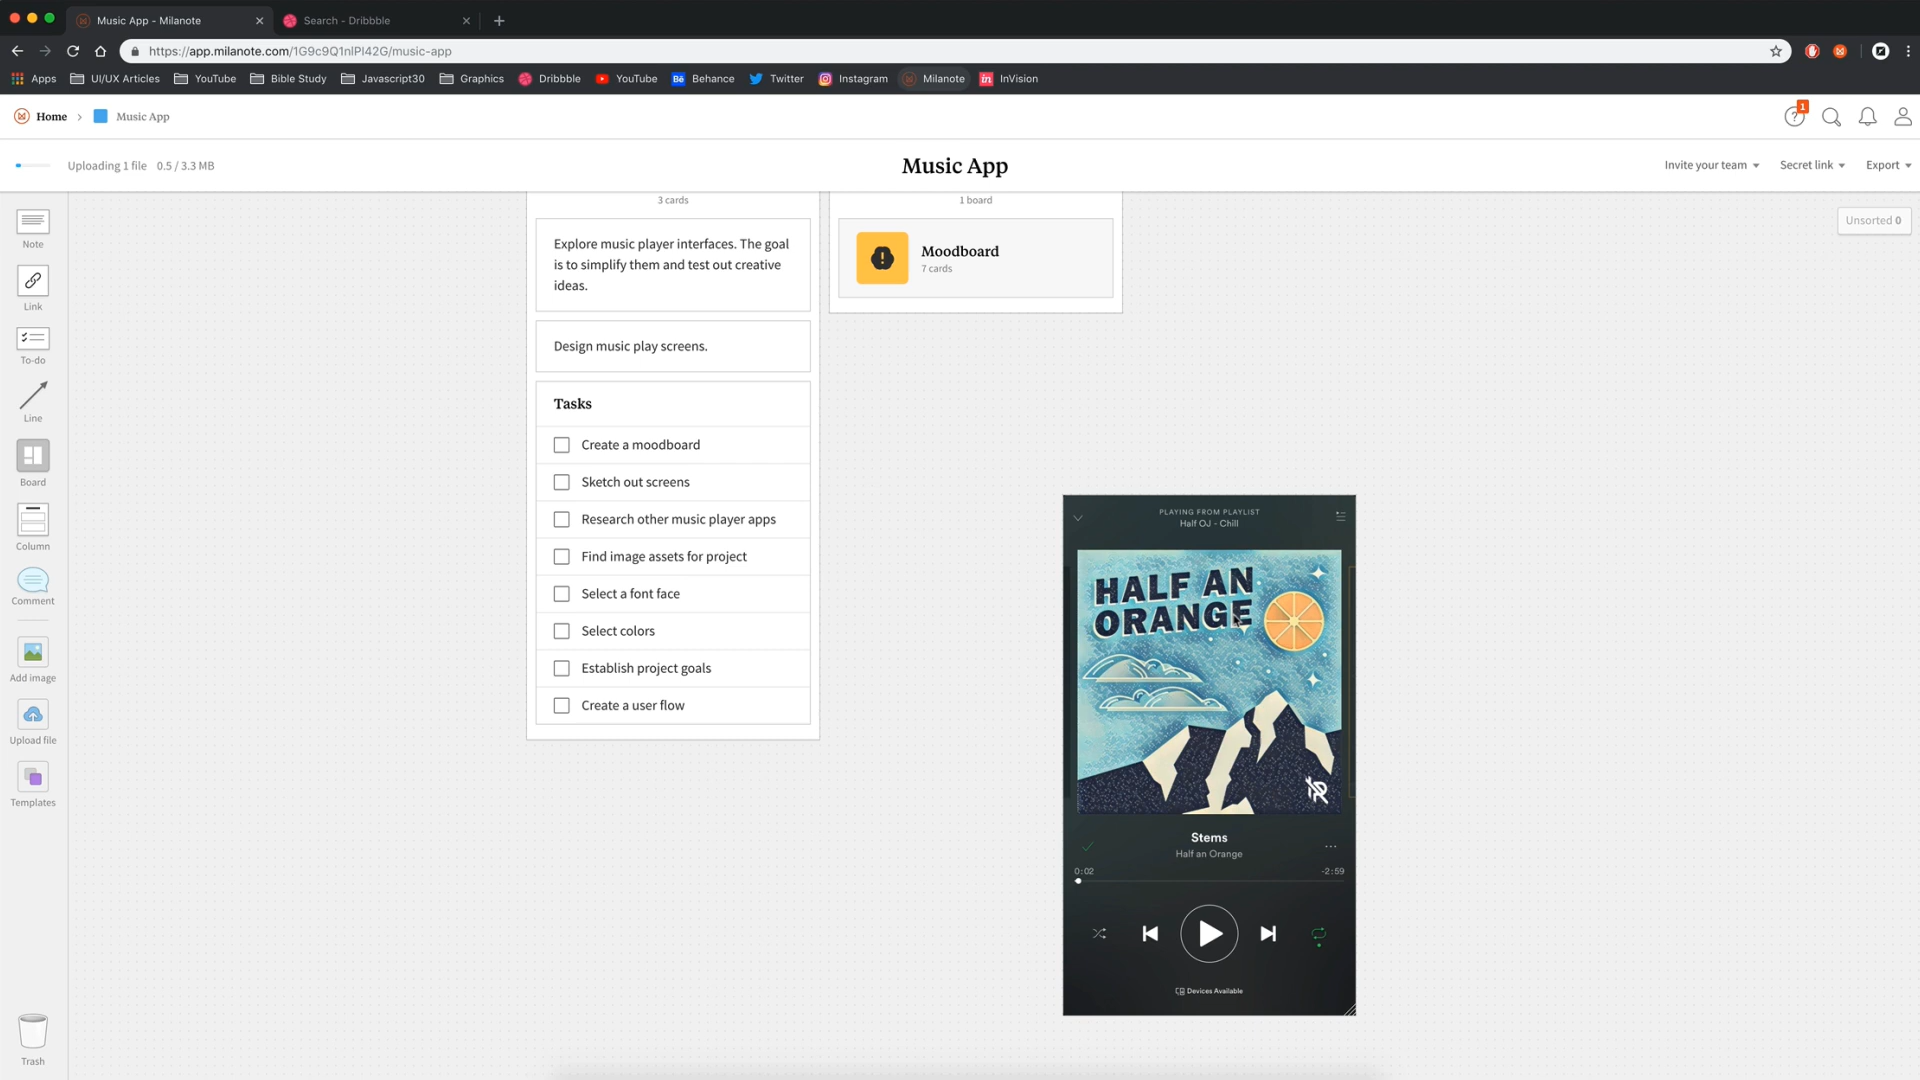 Music App - Milanote
Search - Dribbble
https://app.milanote.com/1G9c9Q1nlPI42G/music-app
Apps
UI/UX Articles
YouTube
Bible Study
Javascript30
Graphics
Dribbble
YouTube
Bē
Behance
Twitter
Instagram
Milanote
in
InVision
Home
Music App
1
Uploading 1 file 0.5 / 3.3 MB
Music App
Invite your team
Secret link
Export
Unsorted 0
Note
Link
To-do
Line
Board
Column
Comment
Add image
Upload file
Templates
Trash
3 cards
Explore music player interfaces. The goal
is to simplify them and test out creative
ideas.
Design music play screens.
Tasks
Create a moodboard
Sketch out screens
Research other music player apps
Find image assets for project
Select a font face
Select colors
Establish project goals
Create a user flow
1 board
Moodboard
7 cards
PLAYING FROM PLAYLIST
Half OJ - Chill
HALF AN
ORANGE
Stems
Half an Orange
0:02
-2:59
Devices Available